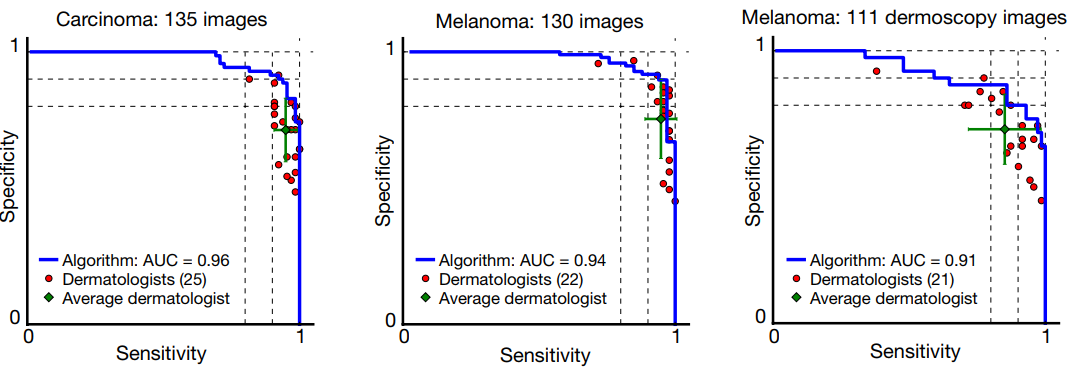 Carcinoma: 135 images
1
Specificity
Algorithm: AUC = 0.96
Dermatologists (25)
Average dermatologist
0
0
1
Sensitivity
Melanoma: 130 images
1
Specificity
Algorithm: AUC = 0.94
Dermatologists (22)
Average dermatologist
0
0
1
Sensitivity
Melanoma: 111 dermoscopy images
1
Specificity
Algorithm: AUC = 0.91
Dermatologists (21)
Average dermatologist
0
0
1
Sensitivity